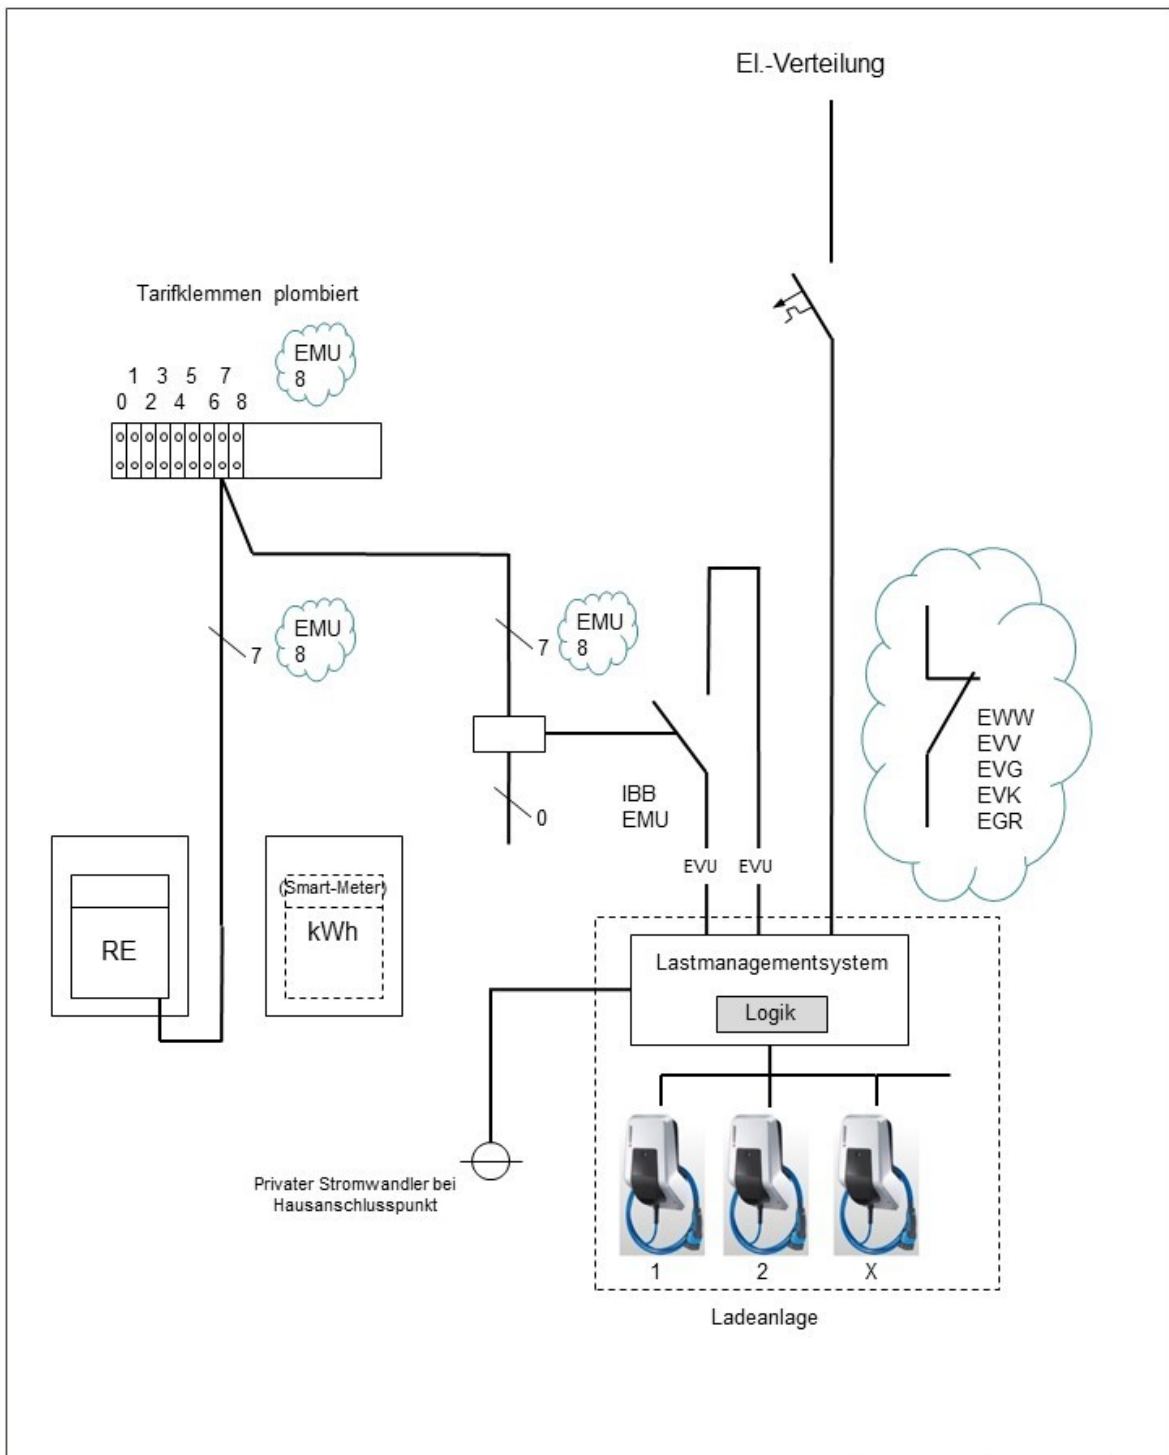 El.-Verteilung
Tarifklemmen plombiert
EMU
8
1 3 5 7
0 2 4 6 8
EMU
8
7
EMU
8
7
EWW
EVV
EVG
EVK
EGR
IBB
EMU
0
EVU EVU
(Smart-Meter)
kWh
RE
Lastmanagementsystem
Logik
Privater Stromwandler bei
Hausanschlusspunkt
1 2 X
Ladeanlage